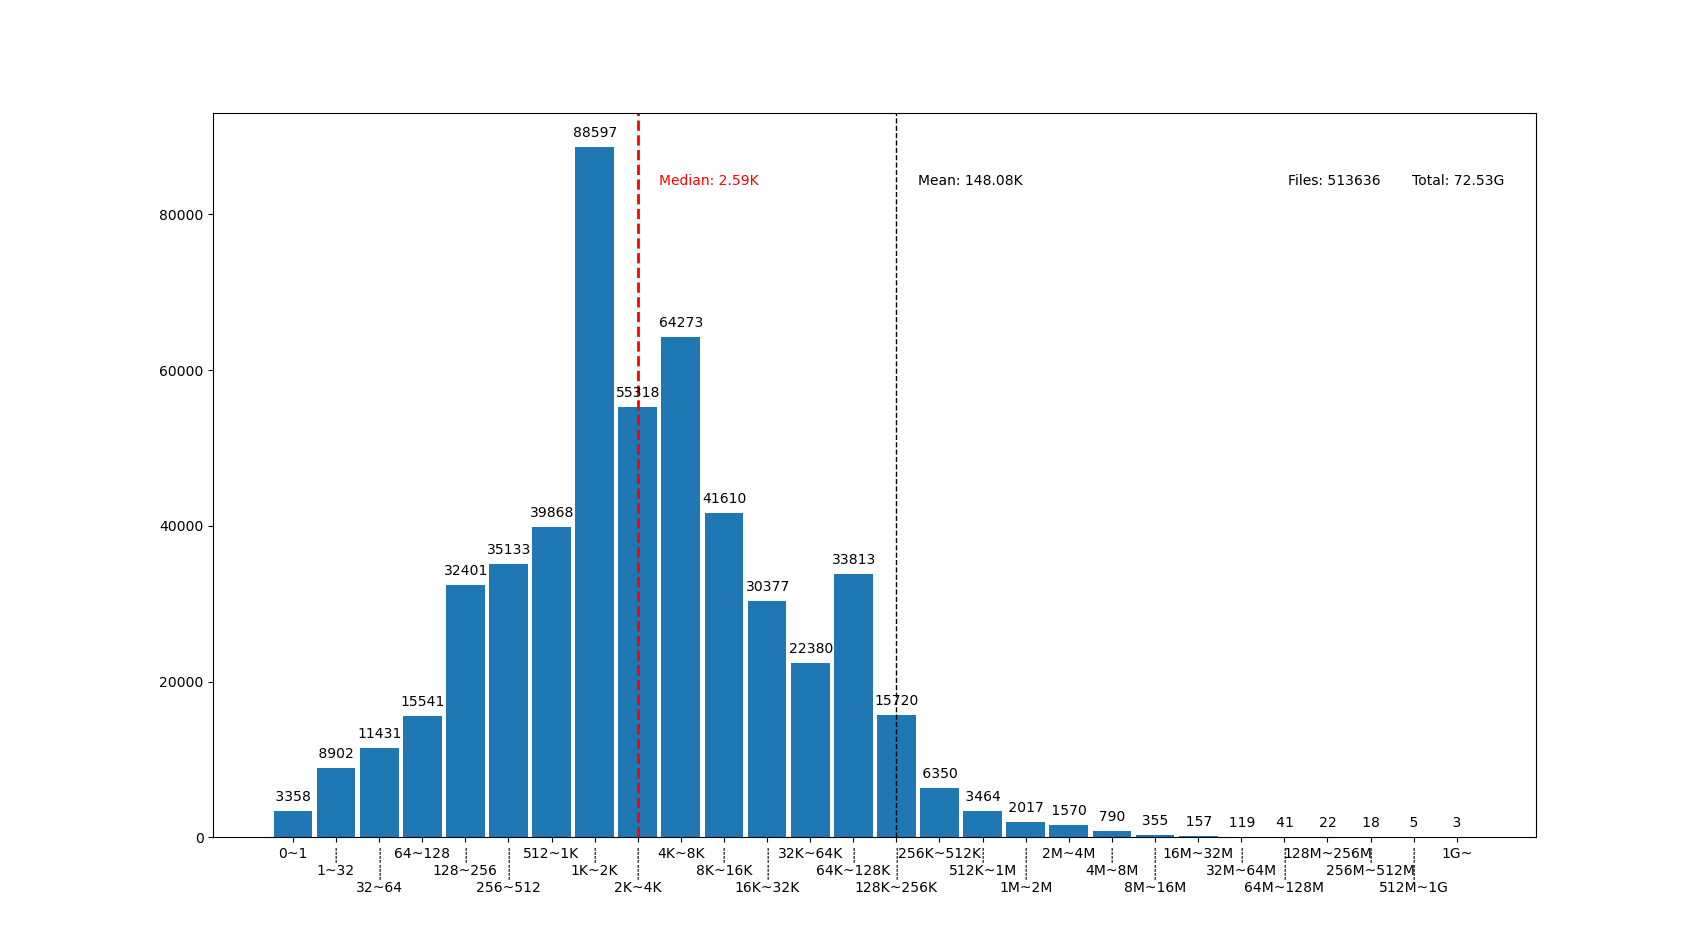 88597
Median: 2.59K
Mean: 148.08K
Files: 513636
Total: 72.53G
80000
64273
60000
55318
41610
40000
39868
35133
33813
32401
30377
22380
20000
15720
15541
11431
8902
6350
3358
3464
2017
1570
790
355
157
119
41
22
18
5
3
0
0~1
64~128
512~1K
4K~8K
32K~64K
256K~512K
2M~4M
16M~32M
128M~256M
1G~
1~32
128~256
1K~2K
8K~16K
64K~128K
512K~1M
4M~8M
32M~64M
256M~512M
32~64
256~512
2K~4K
16K~32K
128K~256K
1M~2M
8M~16M
64M~128M
512M~1G